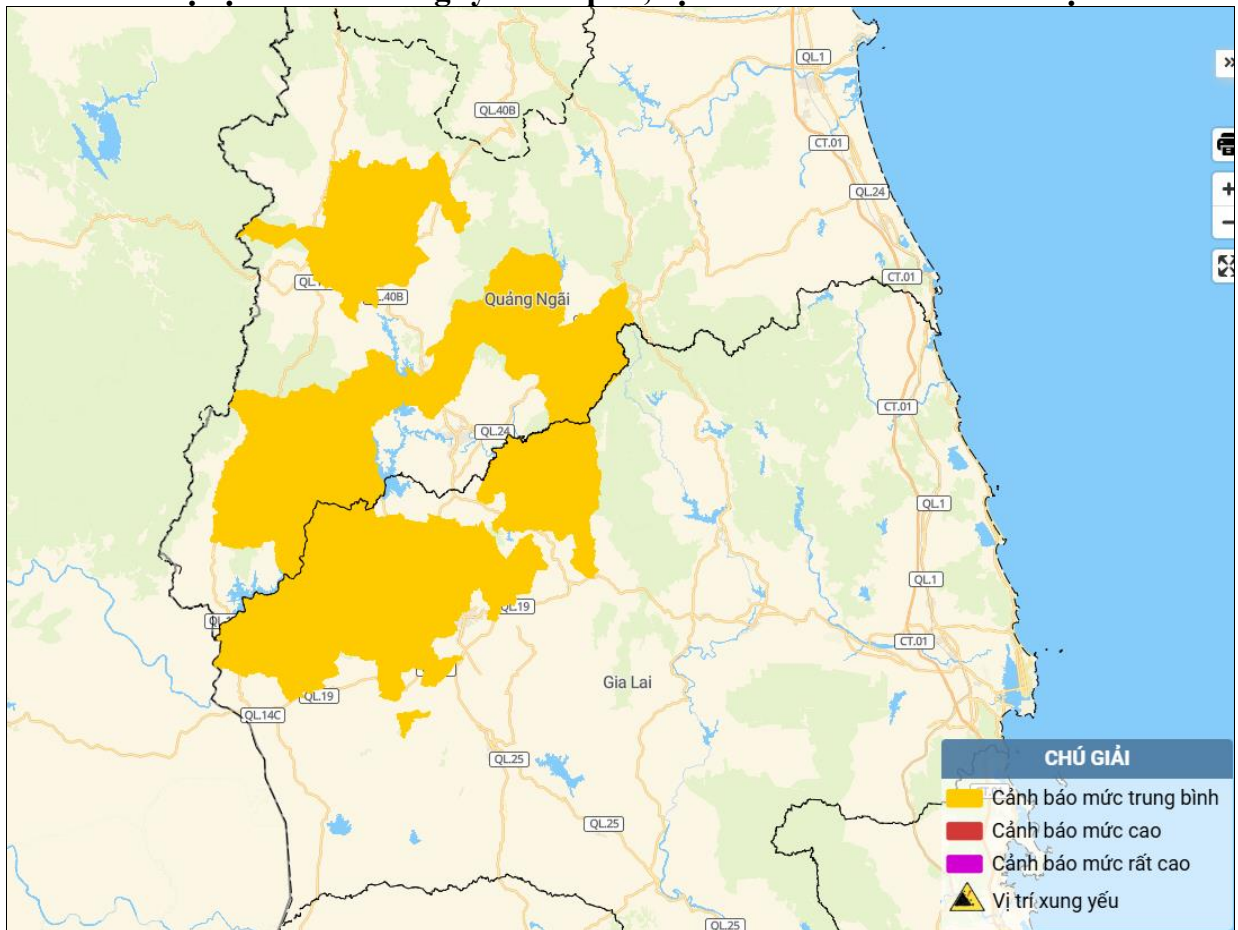 QL.1
QL.40B
CT.01
QL.24
CT.01
QL.40B
Quảng Ngãi
CT.01
QL.24
QL.1
QL.1
QL.19
CT.01
Gia Lai
QL.19
QL.14C
QL.25
QL.25
QL.25
CHÚ GIẢI
Cảnh báo mức trung bình
Cảnh báo mức cao
Cảnh báo mức rất cao
Vị trí xung yếu